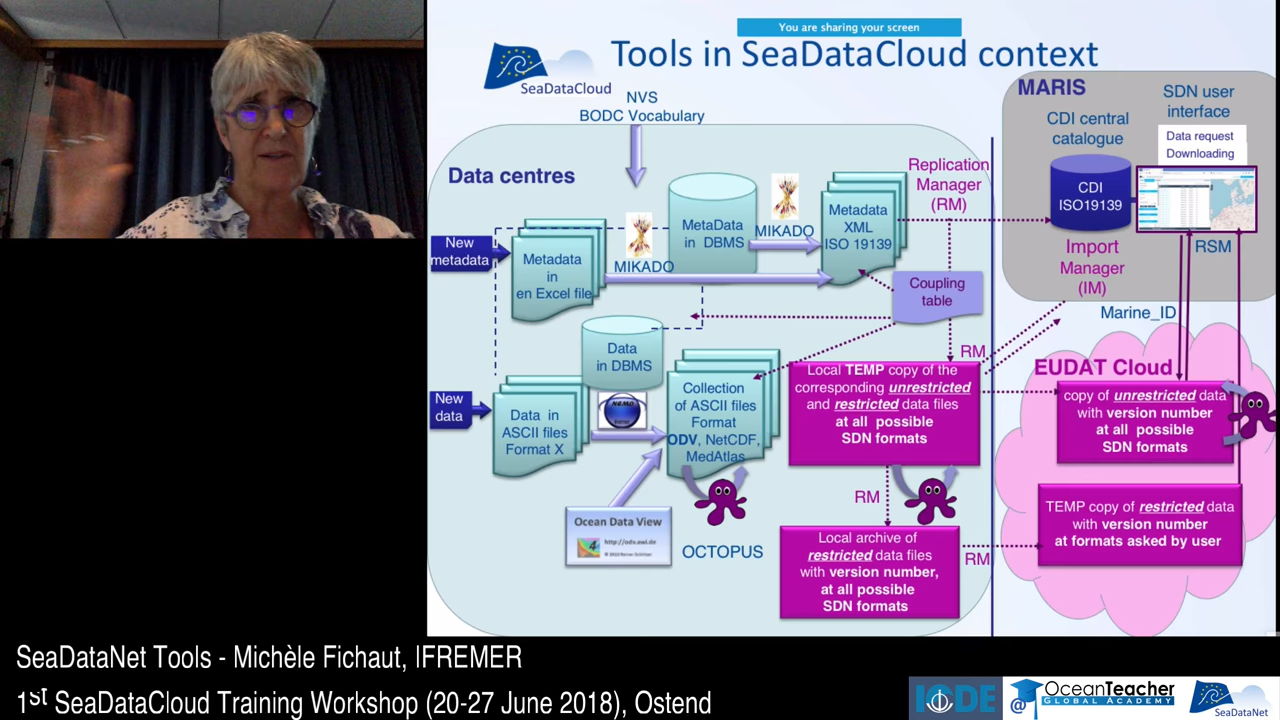 You are sharing your screen
Tools in SeaDataCloud context
SeaDataCloud
NVS
BODC Vocabulary
Data centres
New
metadata
Metadata
in
en Excel file
MIKADO
MetaData
in DBMS
MIKADO
Metadata
XML
ISO 19139
Replication
Manager
(RM)
MARIS
CDI central
catalogue
SDN user
interface
Data request
Downloading
CDI
ISO19139
Import
Manager
(IM)
RSM
Coupling
table
Marine_ID
Data
in DBMS
New
data
Data in
ASCII files
Format X
NEMO
Collection
of ASCII files
Format
ODV, NetCDF,
MedAtlas
Ocean Data View
http://odv.awi.de
OCTOPUS
Local TEMP copy of the
corresponding unrestricted
and restricted data files
at all possible
SDN formats
RM
RM
Local archive of
restricted data files
with version number,
at all possible
SDN formats
RM
EUDAT Cloud
copy of unrestricted data
with version number
at all possible
SDN formats
TEMP copy of restricted data
with version number
at formats asked by user
SeaDataNet Tools - Michèle Fichaut, IFREMER
1st SeaDataCloud Training Workshop (20-27 June 2018), Ostend
IODE
@
OceanTeacher
GLOBAL ACADEMY
SeaDataNet